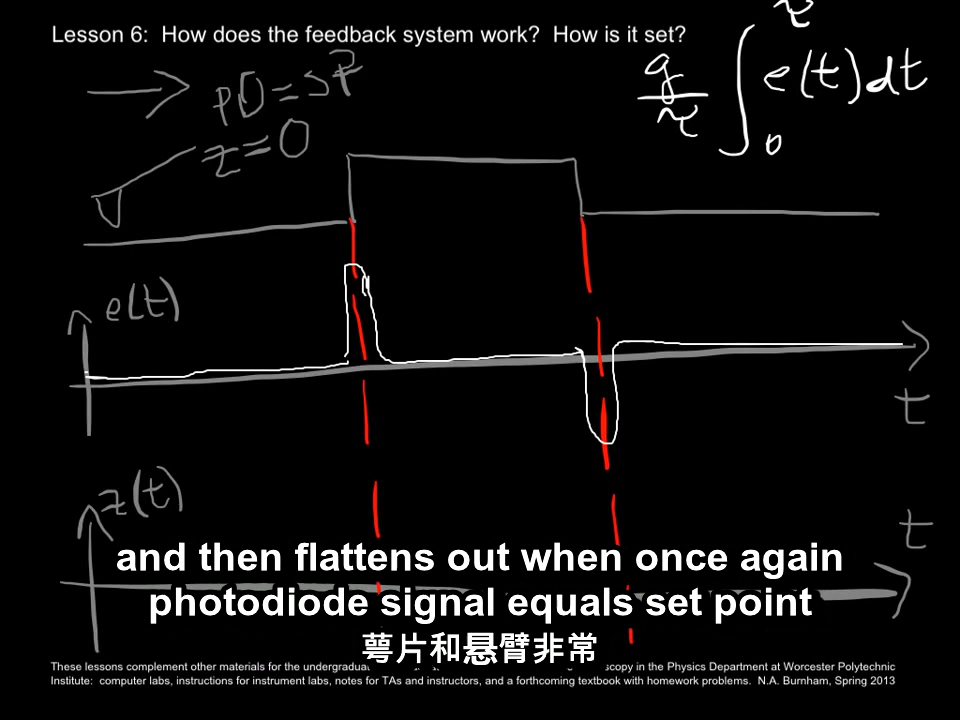 Lesson 6:  How does the feedback system work?  How is it set?
PD=SP
z=0
g/τ ∫₀^τ e(t)dt
e(t)
t
z(t)
t
and then flattens out when once again
photodiode signal equals set point
萼片和悬臂非常
These lessons complement other materials for the undergraduat scopy in the Physics Department at Worcester Polytechnic
Institute:  computer labs, instructions for instrument labs, notes for TAs and instructors, and a forthcoming textbook with homework problems.  N.A. Burnham, Spring 2013